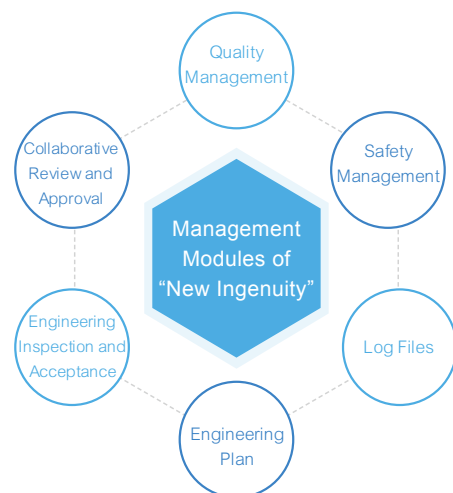 Quality
Management
Collaborative
Review and
Approval
Safety
Management
Management
Modules of
“New Ingenuity”
Engineering
Inspection and
Acceptance
Log Files
Engineering
Plan